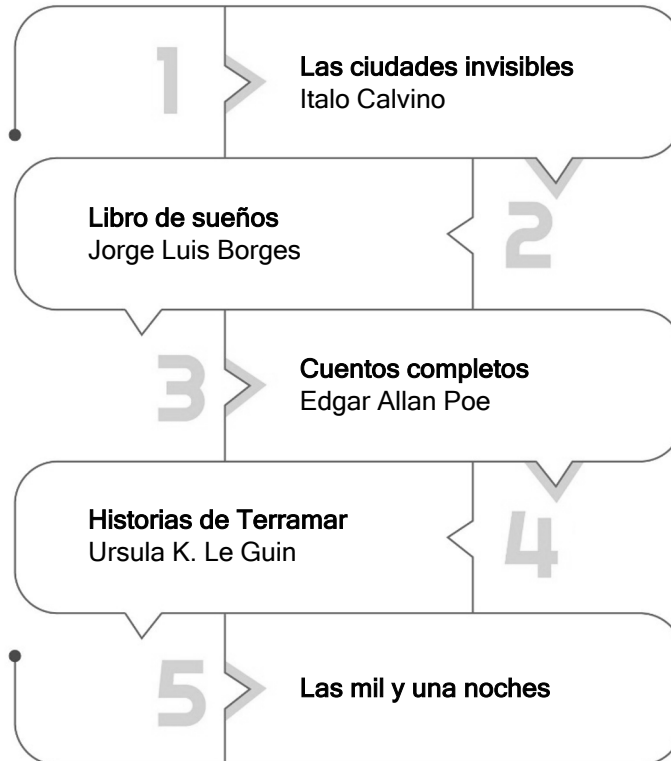 1
Las ciudades invisibles
Italo Calvino
Libro de sueños
Jorge Luis Borges
2
3
Cuentos completos
Edgar Allan Poe
Historias de Terramar
Ursula K. Le Guin
4
5
Las mil y una noches